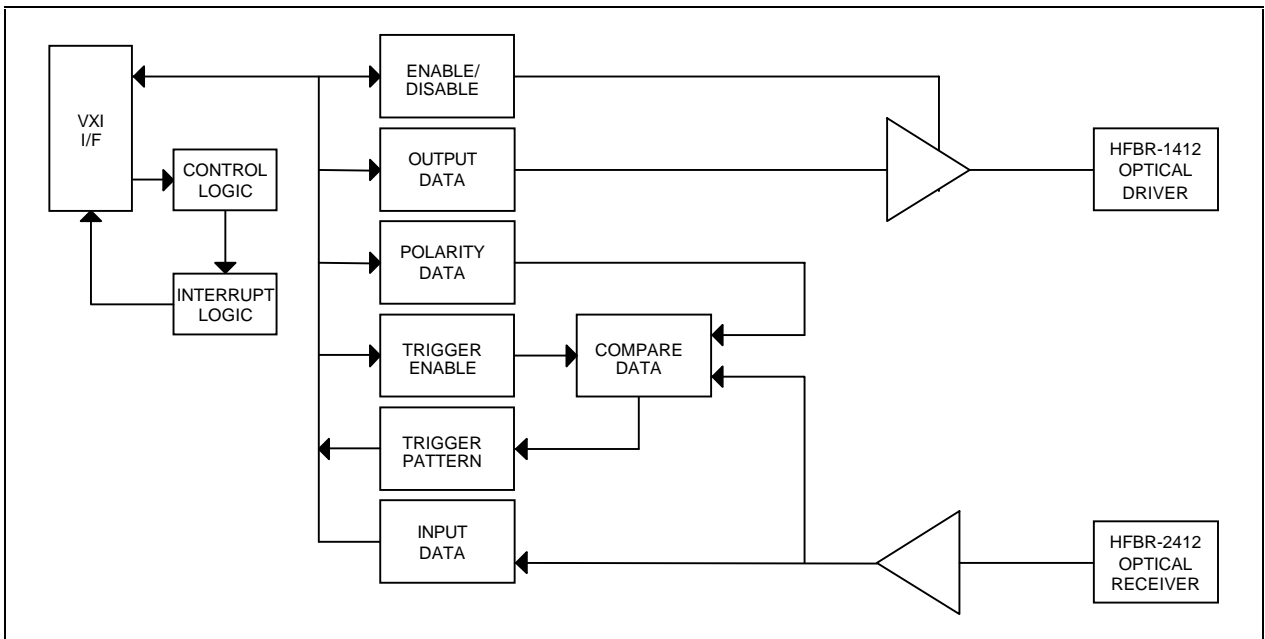 VXI
I/F
CONTROL
LOGIC
INTERRUPT
LOGIC
ENABLE/
DISABLE
OUTPUT
DATA
POLARITY
DATA
TRIGGER
ENABLE
TRIGGER
PATTERN
INPUT
DATA
COMPARE
DATA
HFBR-1412
OPTICAL
DRIVER
HFBR-2412
OPTICAL
RECEIVER